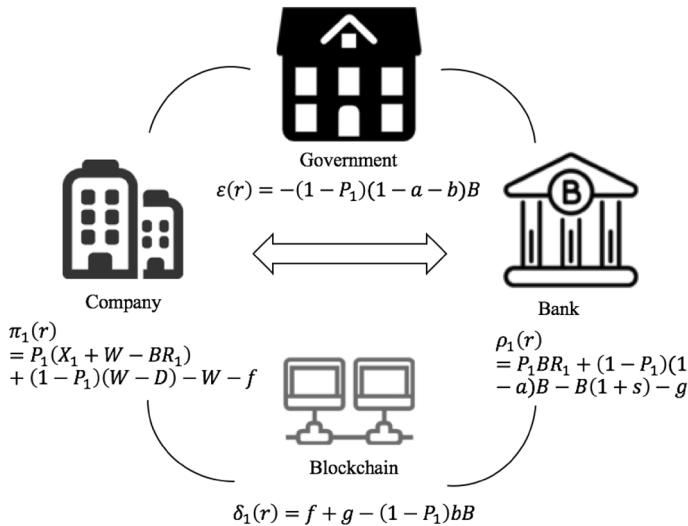 Government
ε(r) = −(1 − P₁)(1 − a − b)B
B
Company
π₁(r)
= P₁(X₁ + W − BR₁)
+ (1 − P₁)(W − D) − W − f
Bank
ρ₁(r)
= P₁BR₁ + (1 − P₁)(1
− a)B − B(1 + s) − g
Blockchain
δ₁(r) = f + g − (1 − P₁)bB